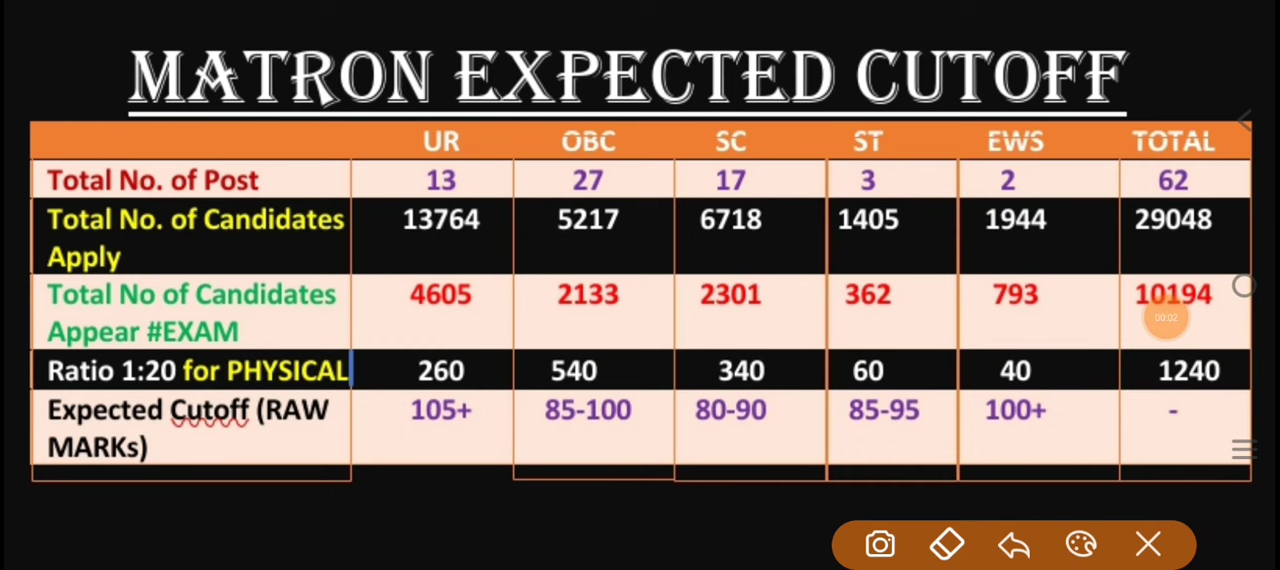 MATRON EXPECTED CUTOFF
UR OBC SC ST EWS TOTAL
Total No. of Post 13 27 17 3 2 62
Total No. of Candidates 13764 5217 6718 1405 1944 29048
Apply
Total No of Candidates 4605 2133 2301 362 793 10194
Appear #EXAM
00:02
Ratio 1:20 for PHYSICAL 260 540 340 60 40 1240
Expected Cutoff (RAW 105+ 85-100 80-90 85-95 100+ -
MARKs)